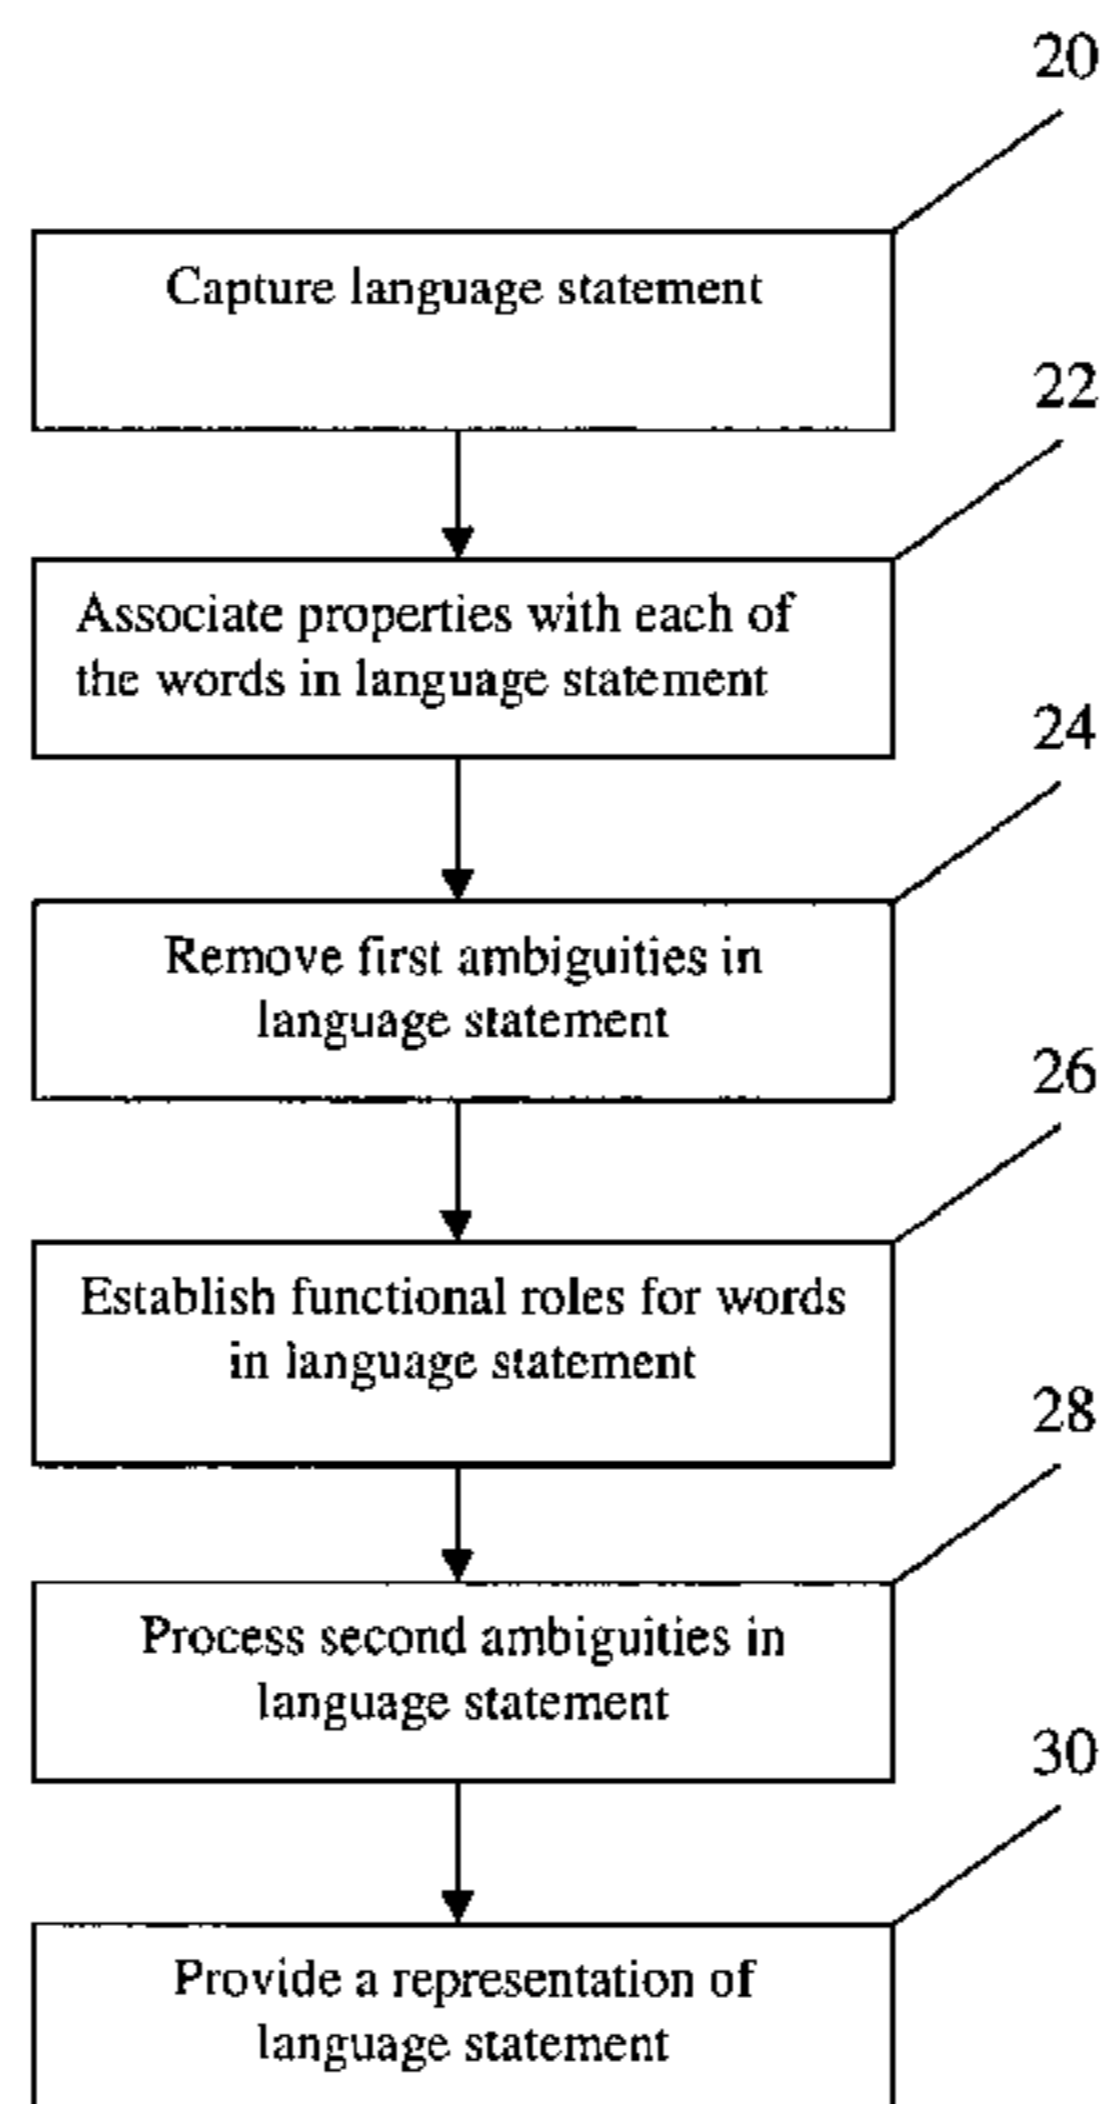 20
Capture language statement
22
Associate properties with each of
the words in language statement
24
Remove first ambiguities in
language statement
26
Establish functional roles for words
in language statement
28
Process second ambiguities in
language statement
30
Provide a representation of
language statement